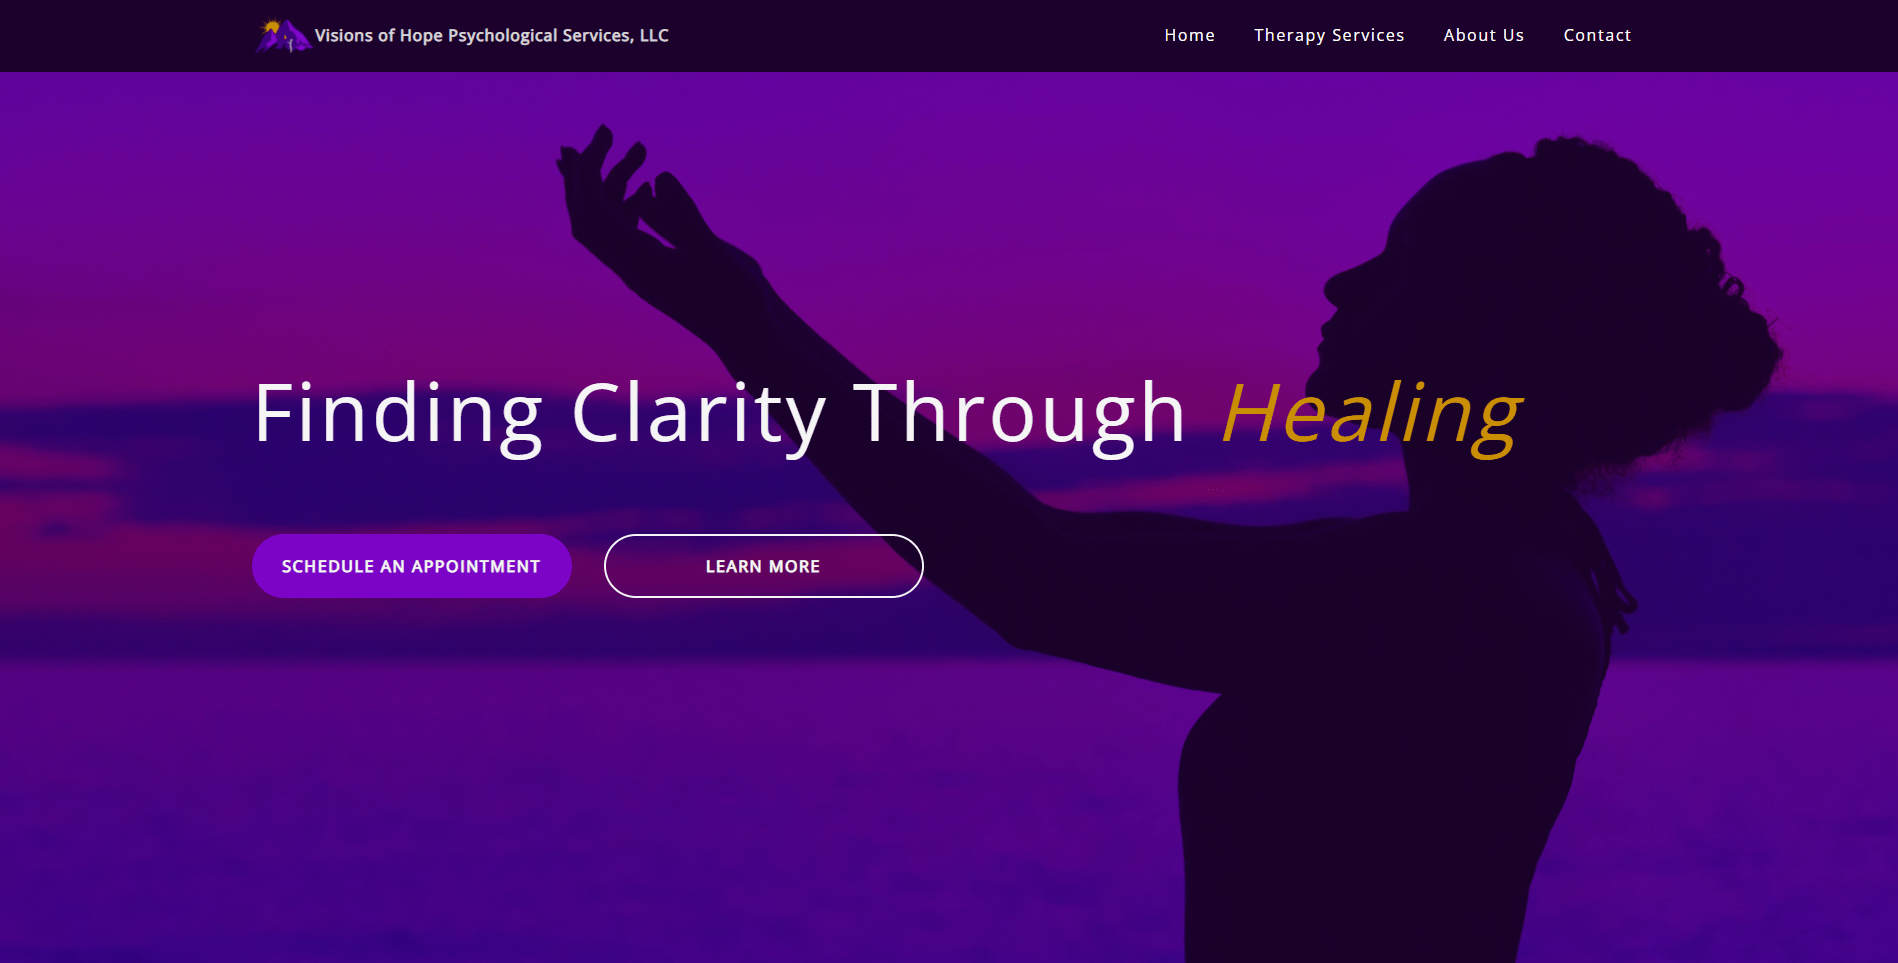 Visions of Hope Psychological Services, LLC
Home Therapy Services About Us Contact
Finding Clarity Through Healing
SCHEDULE AN APPOINTMENT LEARN MORE